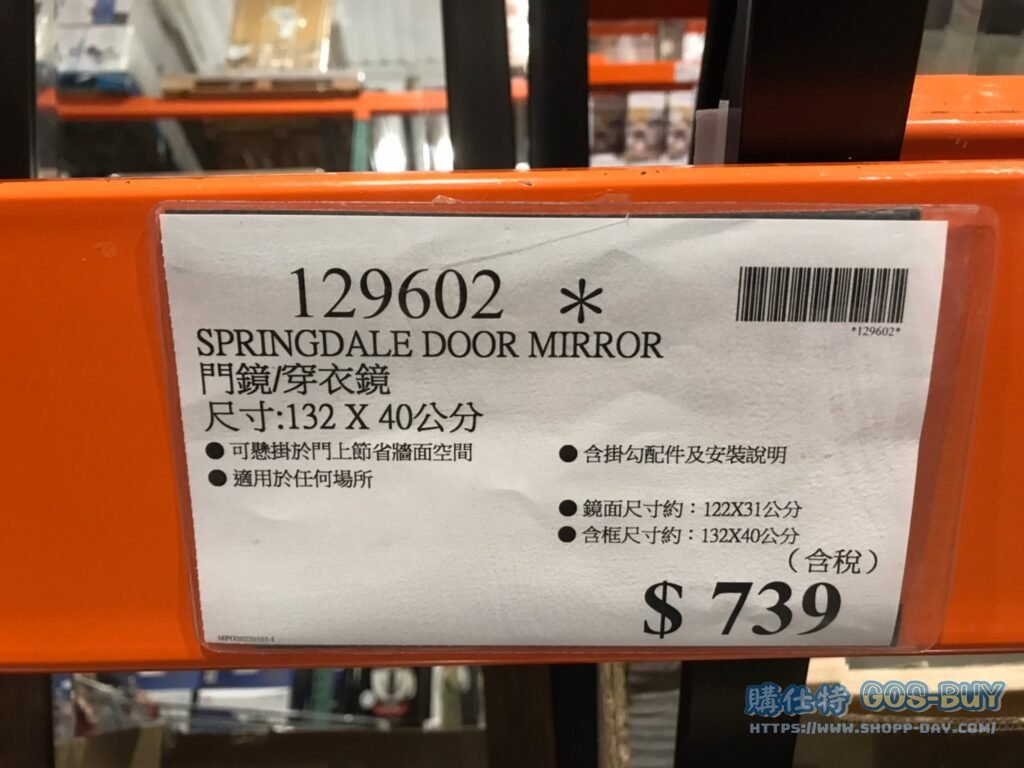 129602 *
*129602*
SPRINGDALE DOOR MIRROR
門鏡/穿衣鏡
尺寸:132 X 40公分
● 可懸掛於門上節省牆面空間
● 適用於任何場所
● 含掛勾配件及安裝說明
● 鏡面尺寸約：122X31公分
● 含框尺寸約：132X40公分
（含稅）
$ 739
購仕特 COS-BUY
HTTPS://WWW.SHOPP-DAY.COM/